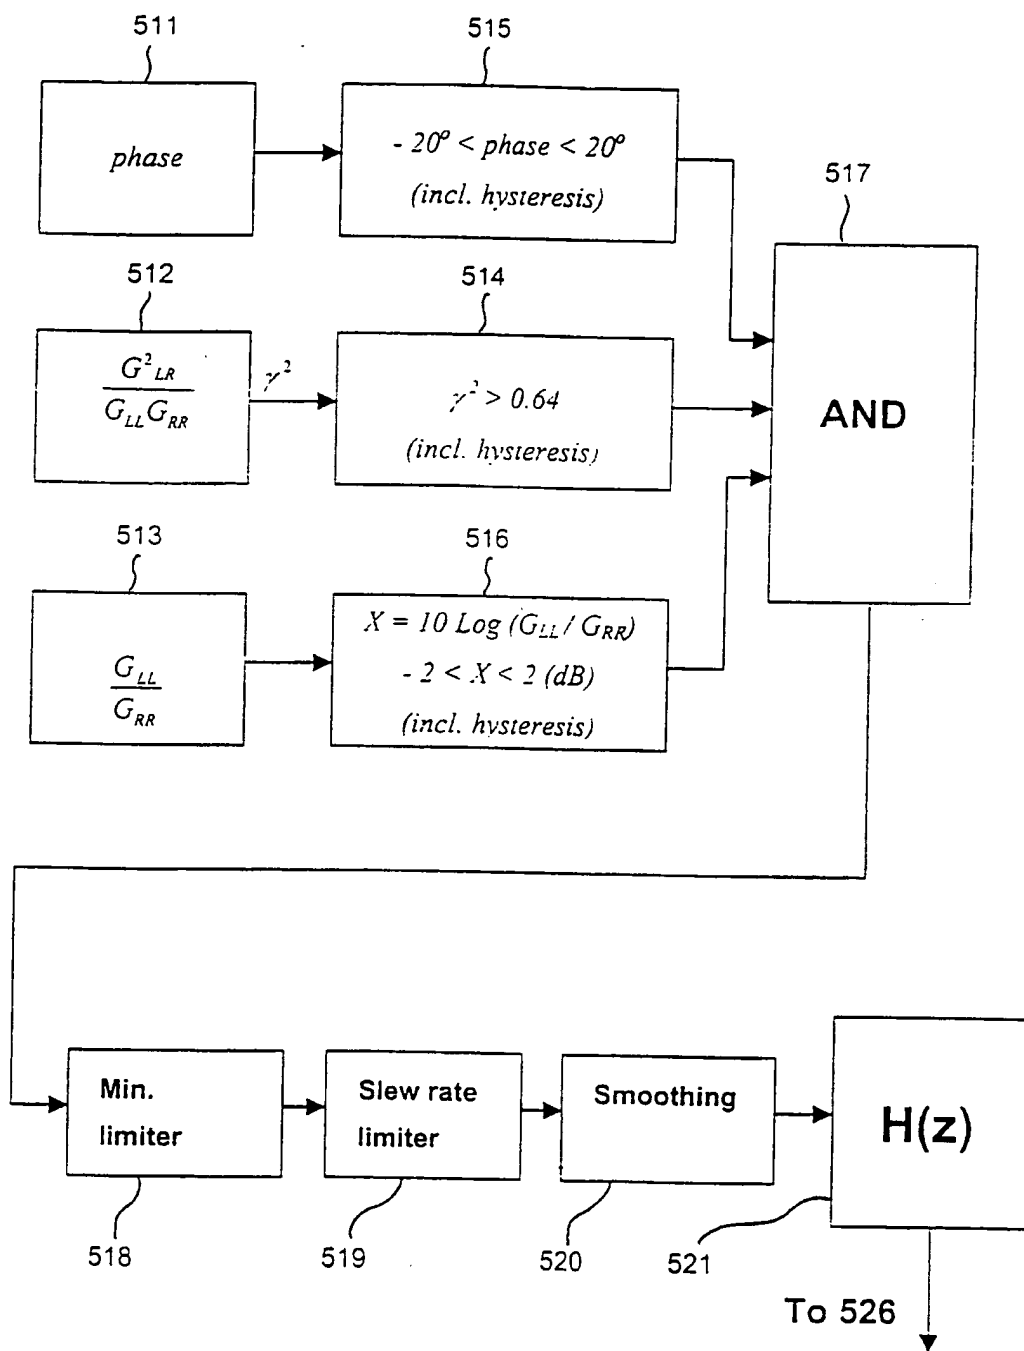 511
515
phase
- 20° < phase < 20°
(incl. hysteresis)
517
512
514
G²LR
GLL GRR
γ²
γ² > 0.64
(incl. hysteresis)
AND
513
516
GLL
GRR
X = 10 Log (GLL / GRR)
- 2 < X < 2 (dB)
(incl. hysteresis)
Min.
limiter
Slew rate
limiter
Smoothing
H(z)
518
519
520
521
To 526